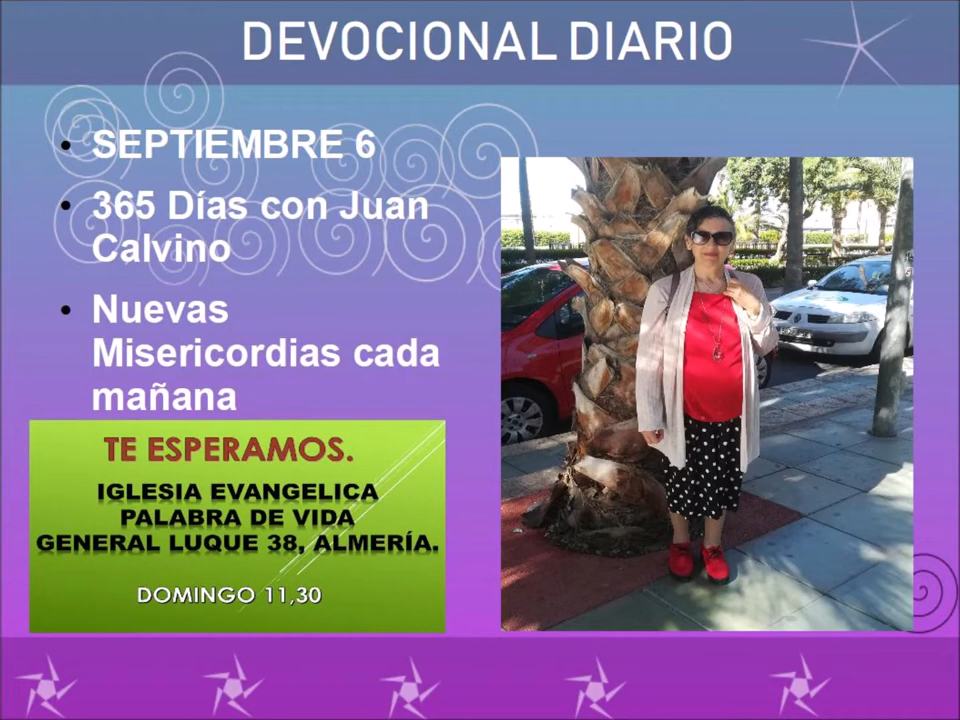 DEVOCIONAL DIARIO
• SEPTIEMBRE 6
• 365 Días con Juan
Calvino
• Nuevas
Misericordias cada
mañana
TE ESPERAMOS.
IGLESIA EVANGELICA
PALABRA DE VIDA
GENERAL LUQUE 38, ALMERÍA.
DOMINGO 11,30